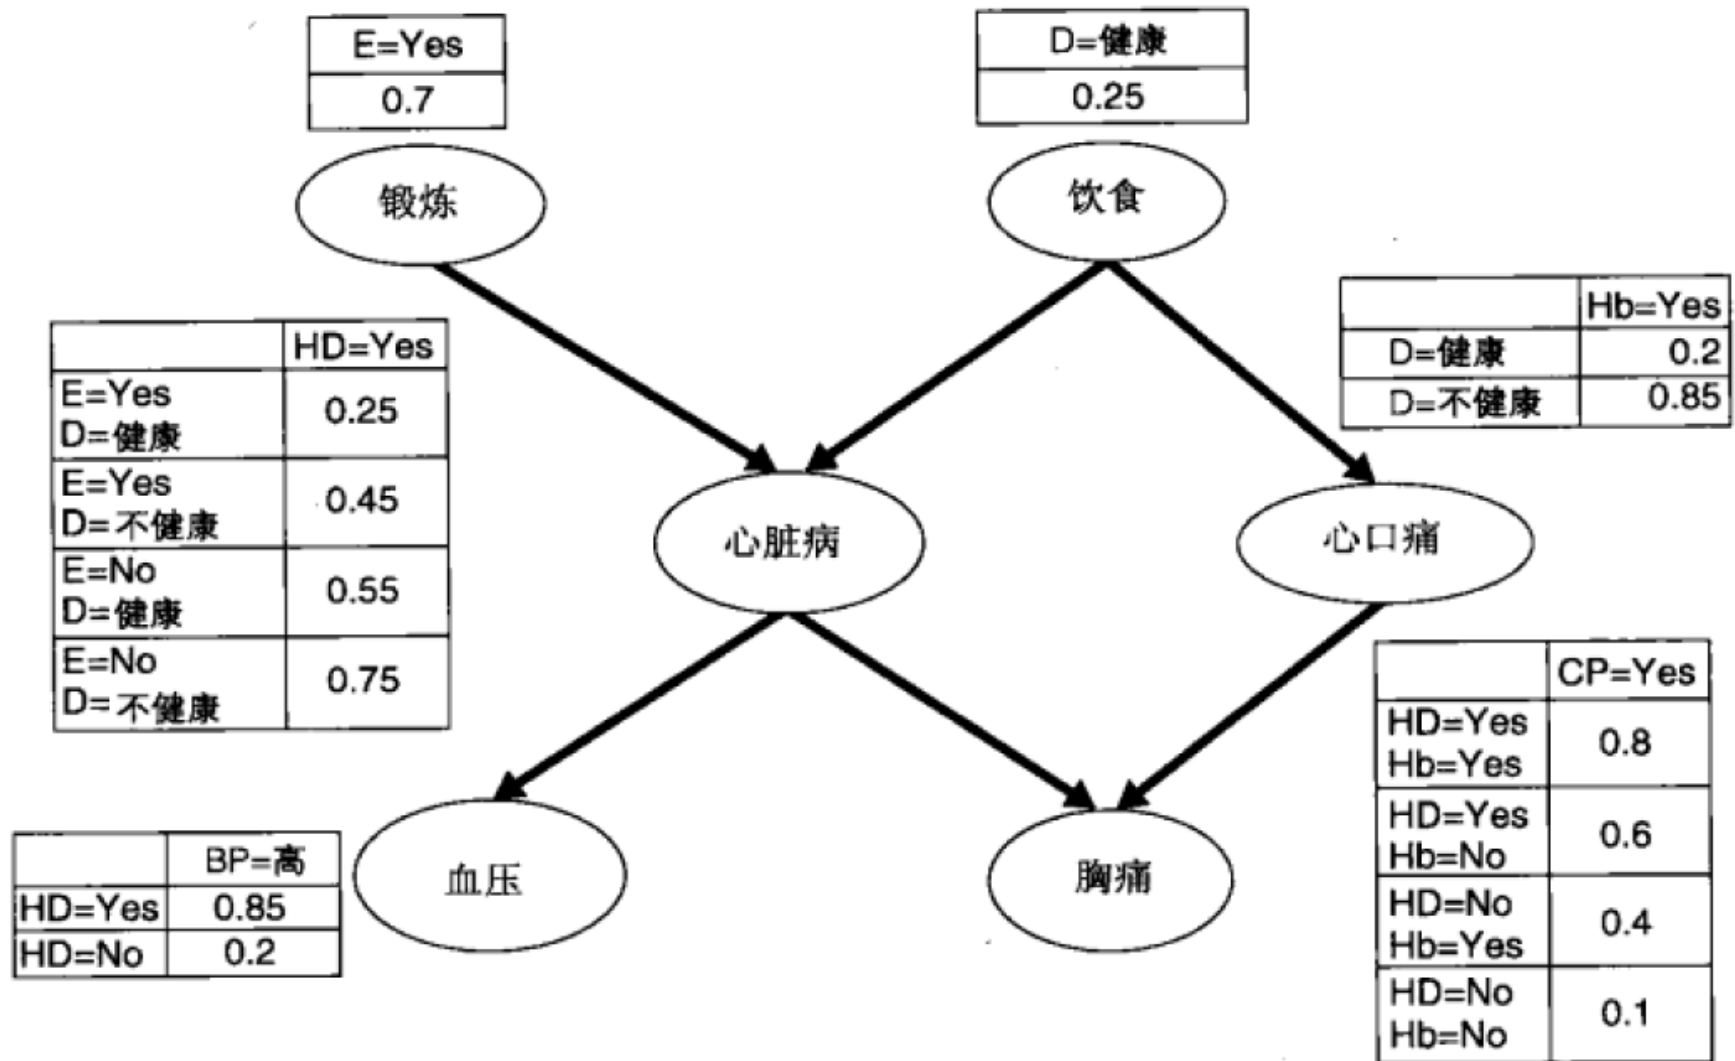 E=Yes
0.7
D=健康
0.25
锻炼
饮食
Hb=Yes
D=健康 0.2
D=不健康 0.85
HD=Yes
E=Yes
D=健康
0.25
E=Yes
D=不健康
0.45
E=No
D=健康
0.55
E=No
D=不健康
0.75
心脏病
心口痛
CP=Yes
HD=Yes
Hb=Yes
0.8
HD=Yes
Hb=No
0.6
HD=No
Hb=Yes
0.4
HD=No
Hb=No
0.1
BP=高
HD=Yes 0.85
HD=No 0.2
血压
胸痛